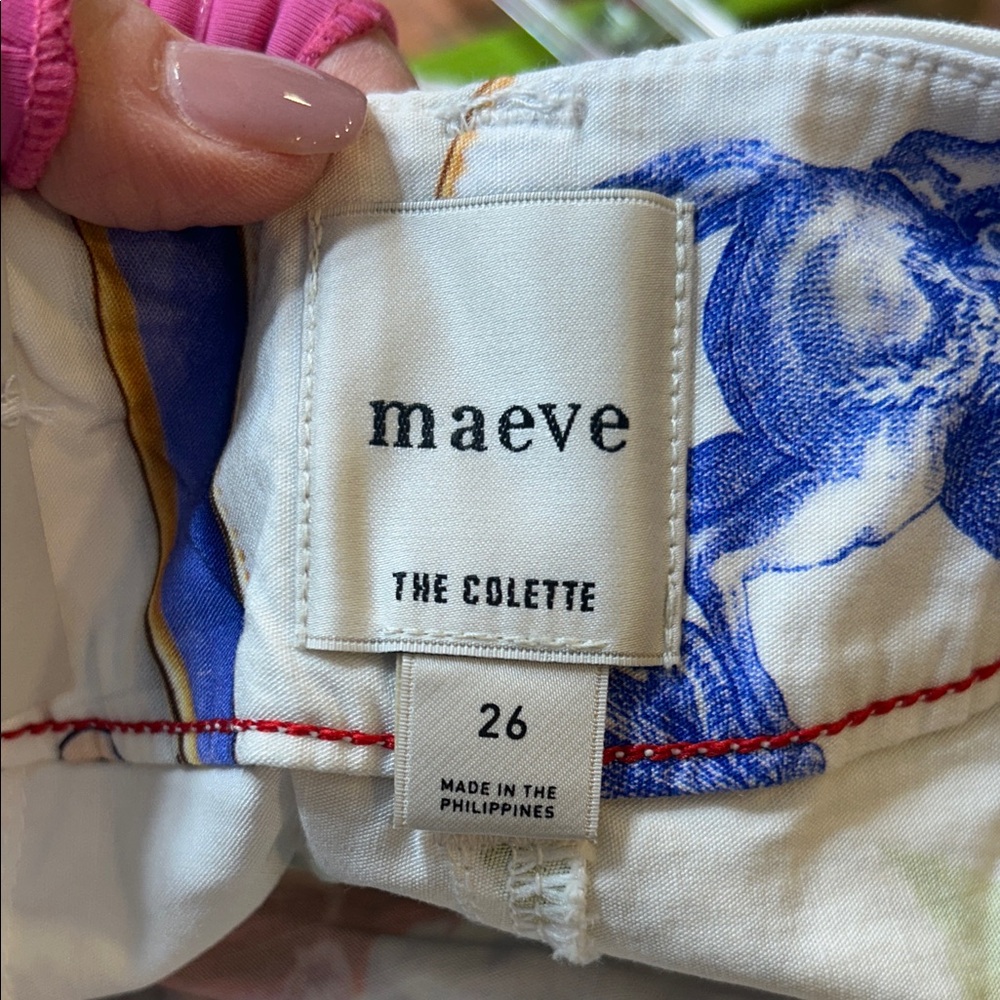 maeve
THE COLETTE
26
MADE IN THE
PHILIPPINES